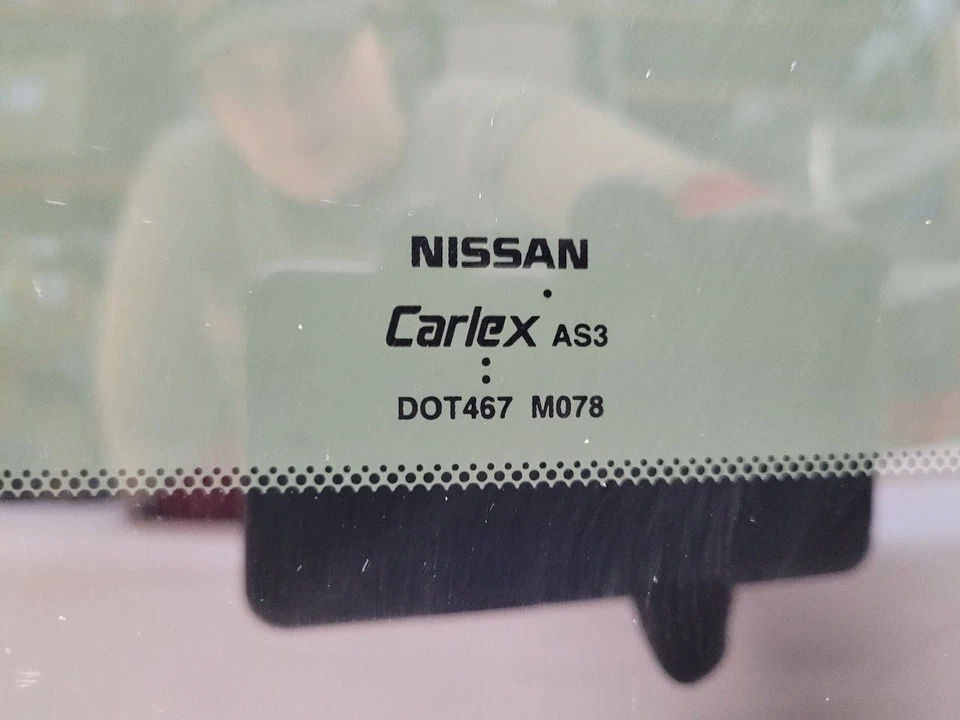 NISSAN
Carlex AS3
DOT467 M078